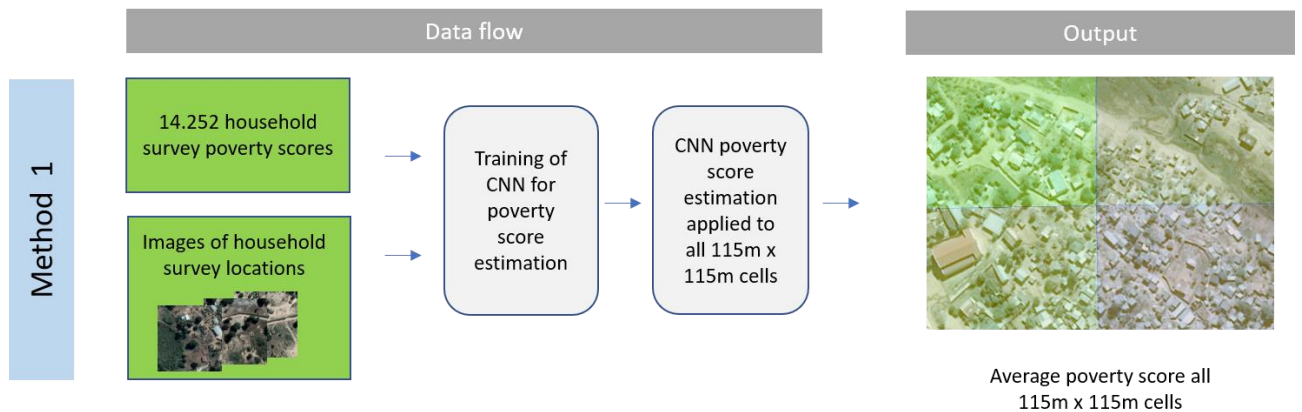 Data flow
Output
Method 1
14.252 household
survey poverty scores
Images of household
survey locations
Training of
CNN for
poverty
score
estimation
CNN poverty
score
estimation
applied to
all 115m x
115m cells
Average poverty score all
115m x 115m cells